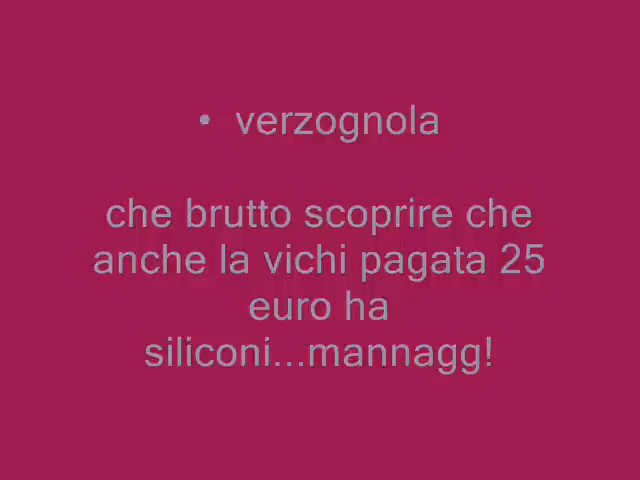 • verzognola
che brutto scoprire che
anche la vichi pagata 25
euro ha
siliconi...mannagg!